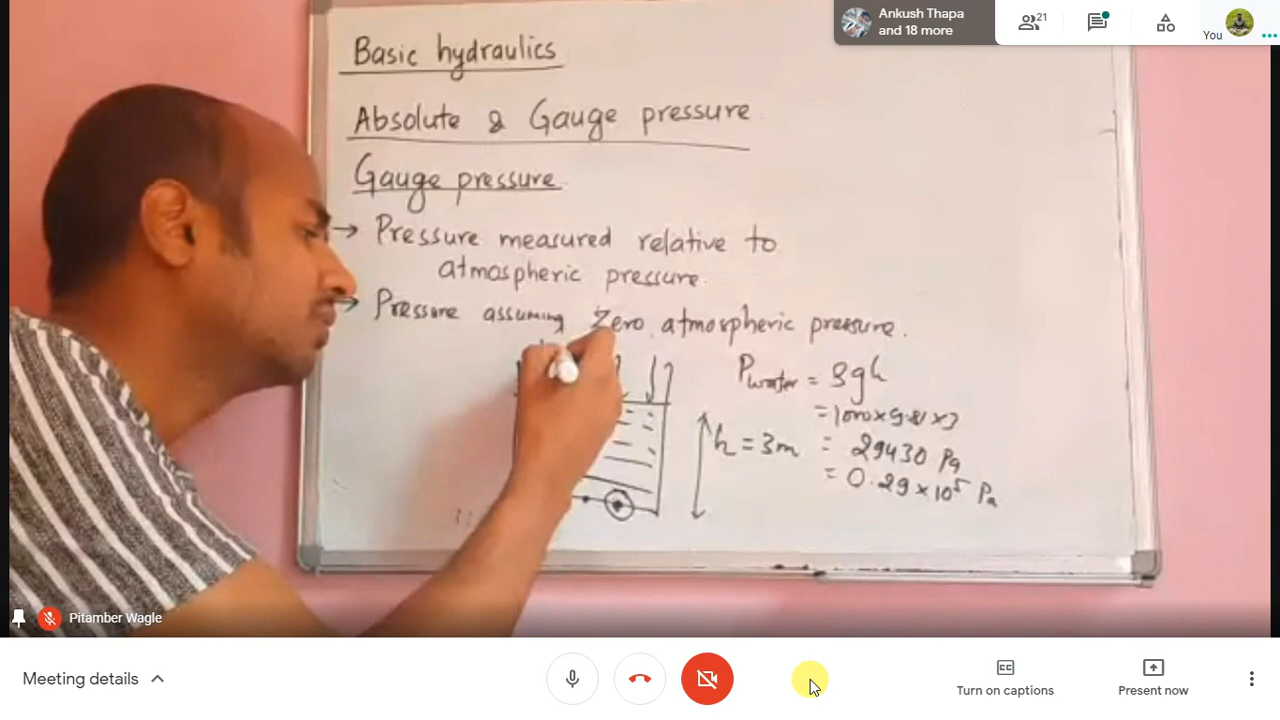 Ankush Thapa
and 18 more
21
You
Basic hydraulics
Absolute & Gauge pressure
Gauge pressure
→ Pressure measured relative to
atmospheric pressure.
→ Pressure assuming Zero atmospheric pressure.
Pwater = ρgh
= 1000×9.81×3
h = 3m
= 29430 Pa
= 0.29×10⁵ Pa
Pitamber Wagle
Meeting details
Turn on captions
Present now